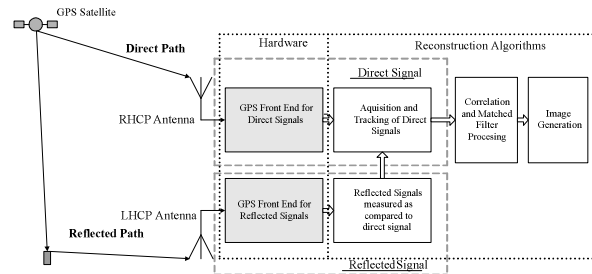 GPS Satellite
Direct Path
Hardware
Reconstruction Algorithms
Direct Signal
RHCP Antenna
GPS Front End for
Direct Signals
Aquisition and
Tracking of Direct
Signals
Correlation
and Matched
Filter
Procesing
Image
Generation
LHCP Antenna
Reflected Path
GPS Front End for
Reflected Signals
Reflected Signals
measured as
compared to
direct signal
Reflected Signal